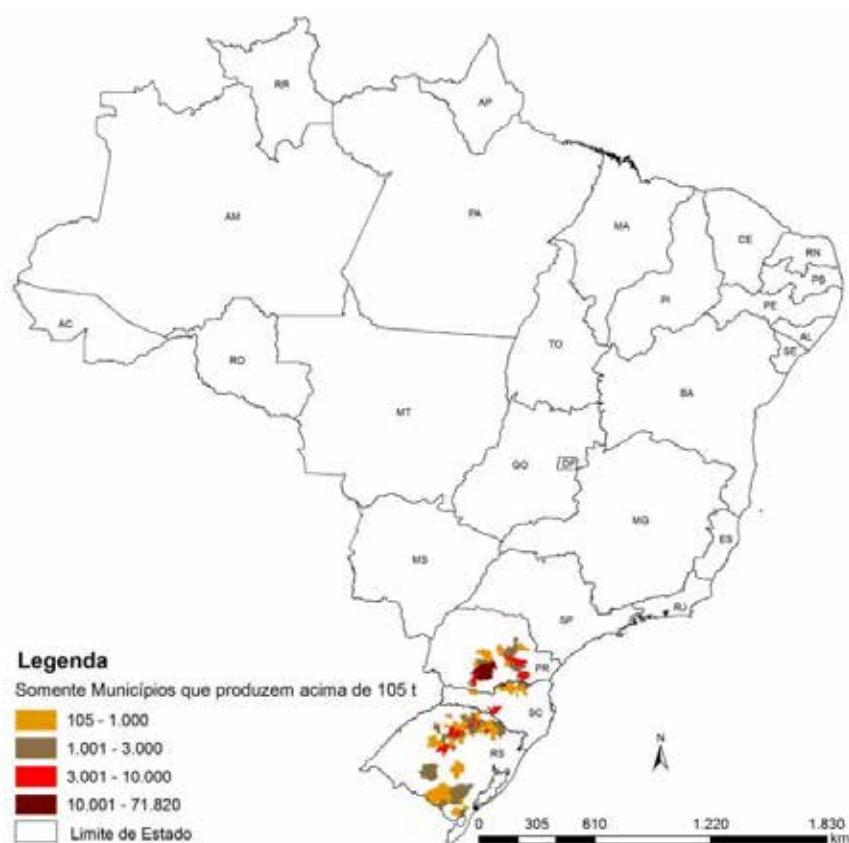 RR
AP
AM
PA
MA
CE
RN
PB
PE
PI
AL
SE
AC
TO
RO
BA
MT
GO
DF
MG
ES
MS
SP
RJ
PR
SC
RS
Legenda
Somente Municípios que produzem acima de 105 t
105 - 1.000
1.001 - 3.000
3.001 - 10.000
10.001 - 71.820
Limite de Estado
N
0 305 610 1.220 1.830
km